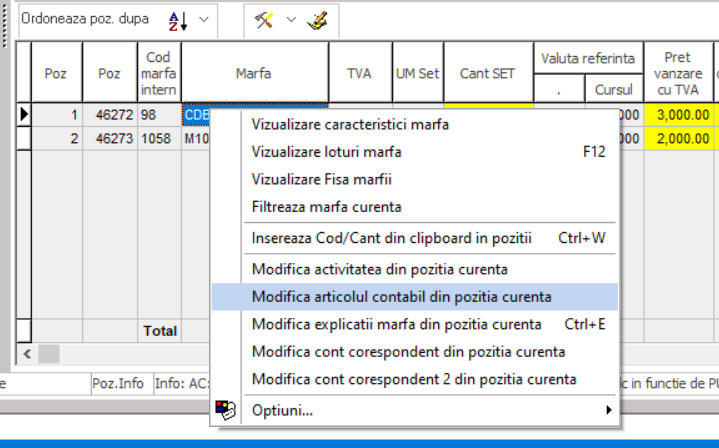 Ordoneaza poz. dupa
Poz Poz Cod marfa intern Marfa TVA UM Set Cant SET Valuta referinta . Cursul Pret vanzare cu TVA
1 46272 98 CDB 000 3,000.00
2 46273 1058 M10 000 2,000.00
Vizualizare caracteristici marfa
Vizualizare loturi marfa F12
Vizualizare Fisa marfii
Filtreaza marfa curenta
Insereaza Cod/Cant din clipboard in pozitii Ctrl+W
Modifica activitatea din pozitia curenta
Modifica articolul contabil din pozitia curenta
Modifica explicatii marfa din pozitia curenta Ctrl+E
Modifica cont corespondent din pozitia curenta
Modifica cont corespondent 2 din pozitia curenta
Optiuni...
Total
e Poz.Info Info: AC: in functie de